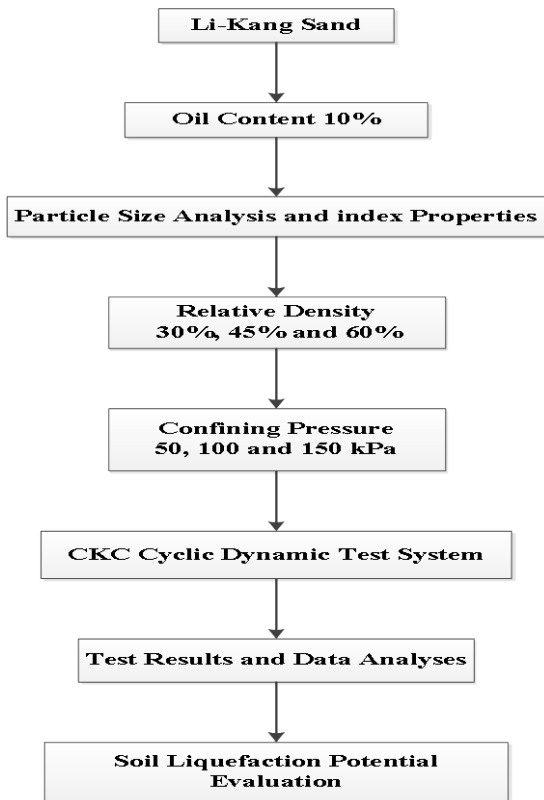 Li-Kang Sand
Oil Content 10%
Particle Size Analysis and index Properties
Relative Density
30%, 45% and 60%
Confining Pressure
50, 100 and 150 kPa
CKC Cyclic Dynamic Test System
Test Results and Data Analyses
Soil Liquefaction Potential
Evaluation